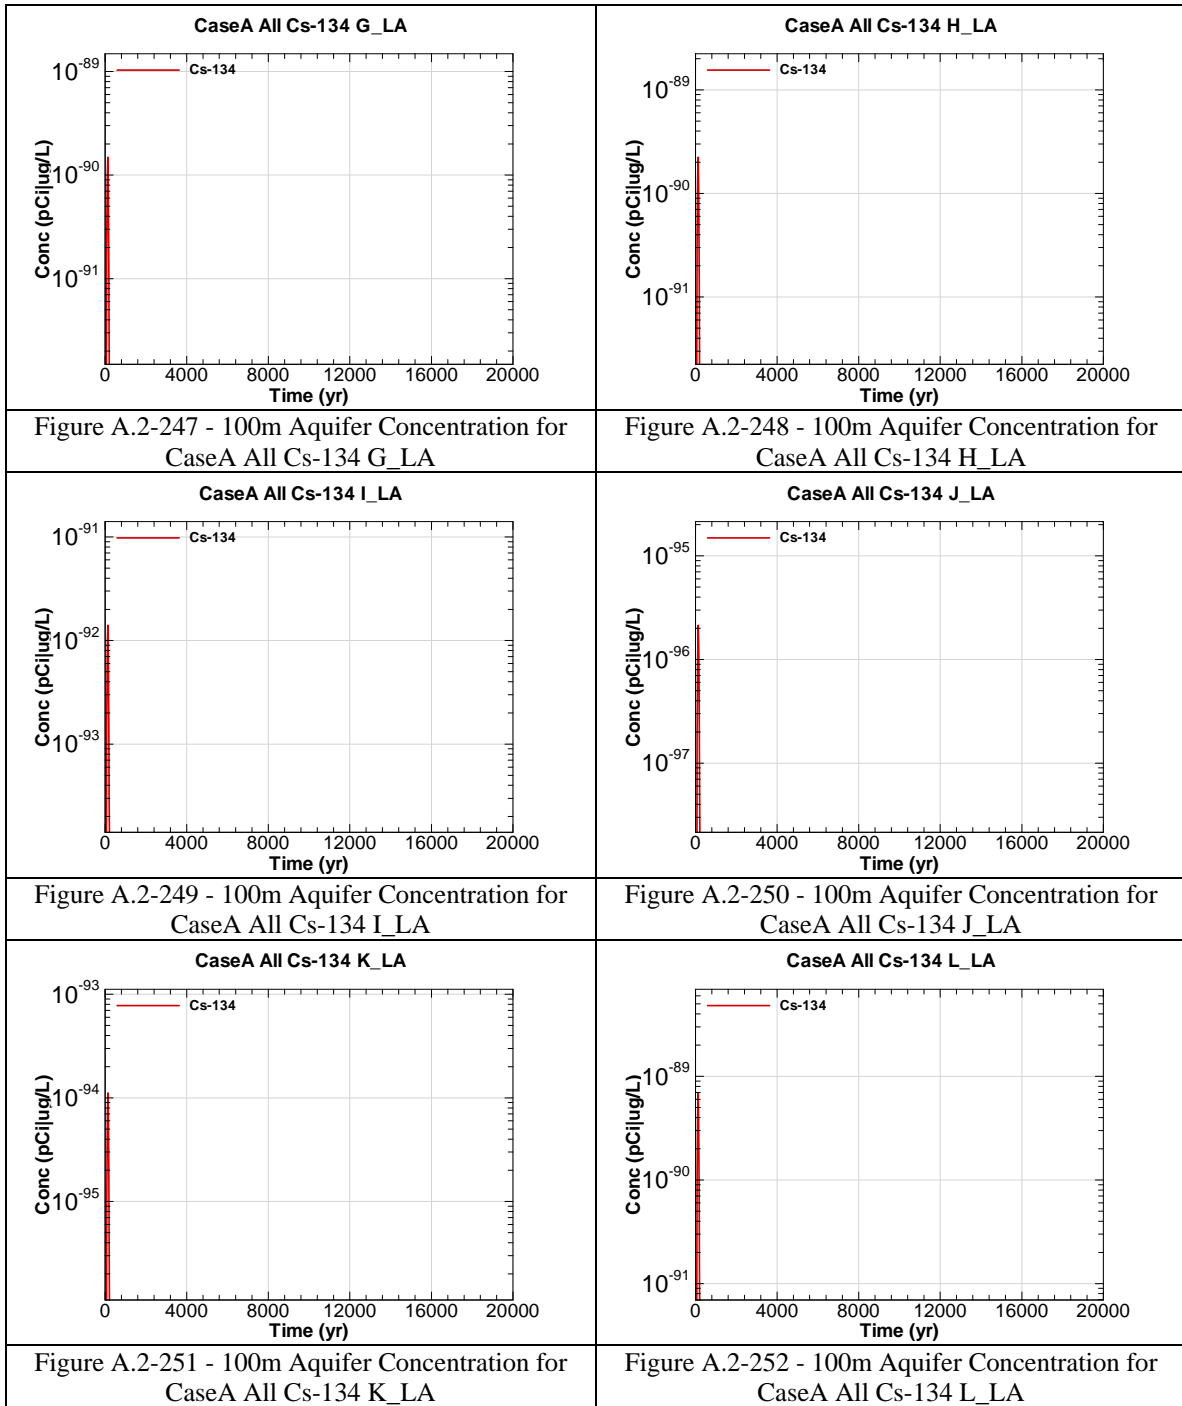 CaseA All Cs-134 G_LA
Cs-134
10-89
10-90
10-91
Conc (pCi|ug/L)
0 4000 8000 12000 16000 20000
Time (yr)
Figure A.2-247 - 100m Aquifer Concentration for
CaseA All Cs-134 G_LA
CaseA All Cs-134 H_LA
Cs-134
10-89
10-90
10-91
Conc (pCi|ug/L)
0 4000 8000 12000 16000 20000
Time (yr)
Figure A.2-248 - 100m Aquifer Concentration for
CaseA All Cs-134 H_LA
CaseA All Cs-134 I_LA
Cs-134
10-91
10-92
10-93
Conc (pCi|ug/L)
0 4000 8000 12000 16000 20000
Time (yr)
Figure A.2-249 - 100m Aquifer Concentration for
CaseA All Cs-134 I_LA
CaseA All Cs-134 J_LA
Cs-134
10-95
10-96
10-97
Conc (pCi|ug/L)
0 4000 8000 12000 16000 20000
Time (yr)
Figure A.2-250 - 100m Aquifer Concentration for
CaseA All Cs-134 J_LA
CaseA All Cs-134 K_LA
Cs-134
10-93
10-94
10-95
Conc (pCi|ug/L)
0 4000 8000 12000 16000 20000
Time (yr)
Figure A.2-251 - 100m Aquifer Concentration for
CaseA All Cs-134 K_LA
CaseA All Cs-134 L_LA
Cs-134
10-89
10-90
10-91
Conc (pCi|ug/L)
0 4000 8000 12000 16000 20000
Time (yr)
Figure A.2-252 - 100m Aquifer Concentration for
CaseA All Cs-134 L_LA